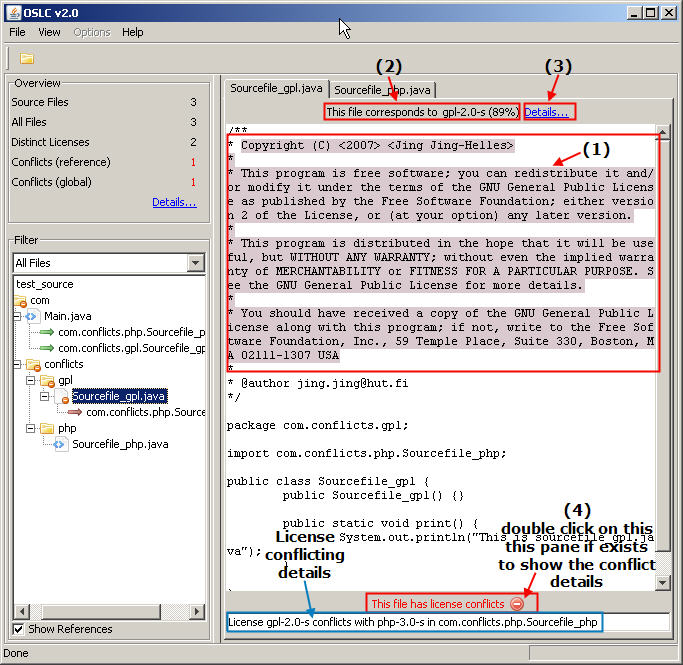 OSLC v2.0
File View Options Help
Overview
Source Files 3
All Files 3
Distinct Licenses 2
Conflicts (reference) 1
Conflicts (global) 1
Details...
Filter
All Files
test_source
com
Main.java
com.conflicts.php.Sourcefile_p
com.conflicts.gpl.Sourcefile_gp
conflicts
gpl
Sourcefile_gpl.java
com.conflicts.php.Source
php
Sourcefile_php.java
Show References
(2)
(3)
Sourcefile_gpl.java Sourcefile_php.java
This file corresponds to gpl-2.0-s (89%) Details...
/**
(1)
* Copyright (C) <2007> <Jing Jing-Helles>
*
* This program is free software; you can redistribute it and/
or modify it under the terms of the GNU General Public Licens
e as published by the Free Software Foundation; either versio
n 2 of the License, or (at your option) any later version.
*
* This program is distributed in the hope that it will be use
ful, but WITHOUT ANY WARRANTY; without even the implied warra
nty of MERCHANTABILITY or FITNESS FOR A PARTICULAR PURPOSE. S
ee the GNU General Public License for more details.
*
* You should have received a copy of the GNU General Public L
icense along with this program; if not, write to the Free Sof
tware Foundation, Inc., 59 Temple Place, Suite 330, Boston, M
A 02111-1307 USA
*
* @author jing.jing@hut.fi
*/
package com.conflicts.gpl;
import com.conflicts.php.Sourcefile_php;
public class Sourcefile_gpl {
public Sourcefile_gpl() {}
public static void print() {
System.out.println("This is sourcefile_gpl.ja
va");
}
License
conflicting
details
(4)
double click on this
this pane if exists
to show the conflict
details
This file has license conflicts
License gpl-2.0-s conflicts with php-3.0-s in com.conflicts.php.Sourcefile_php
Done